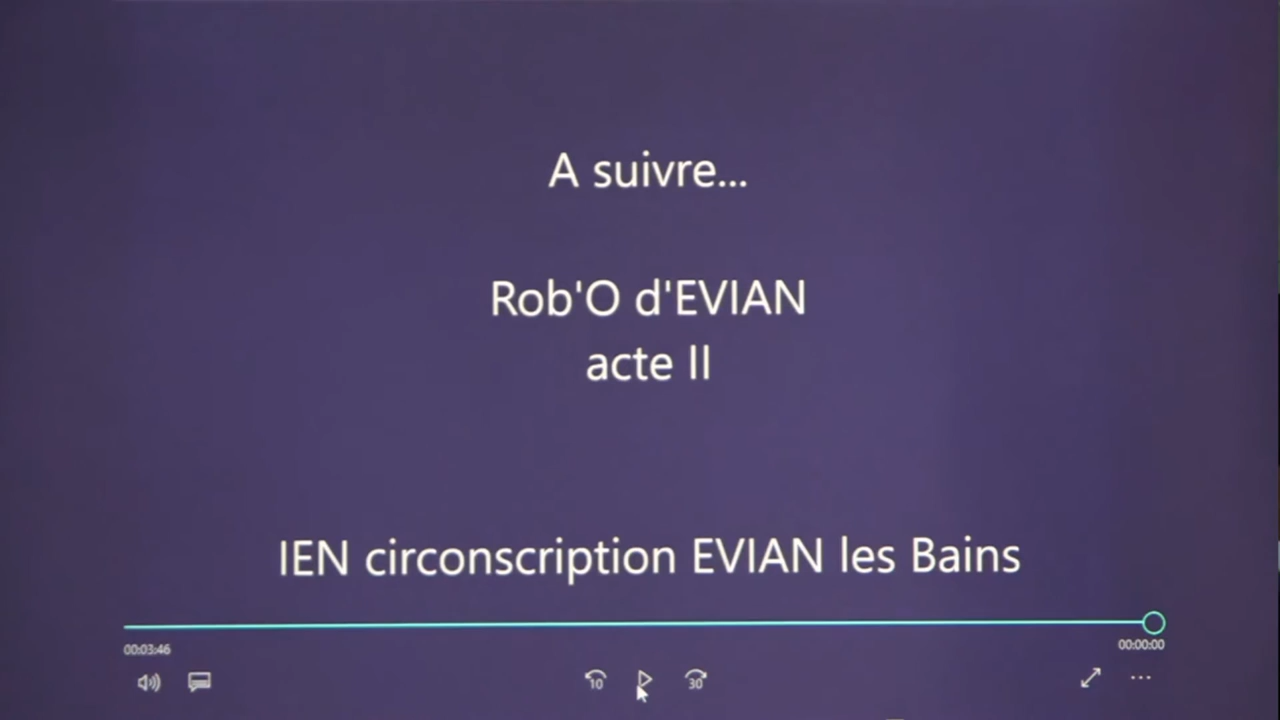 A suivre...
Rob'O d'EVIAN
acte II
IEN circonscription EVIAN les Bains
00:03:46
00:00:00
10
30